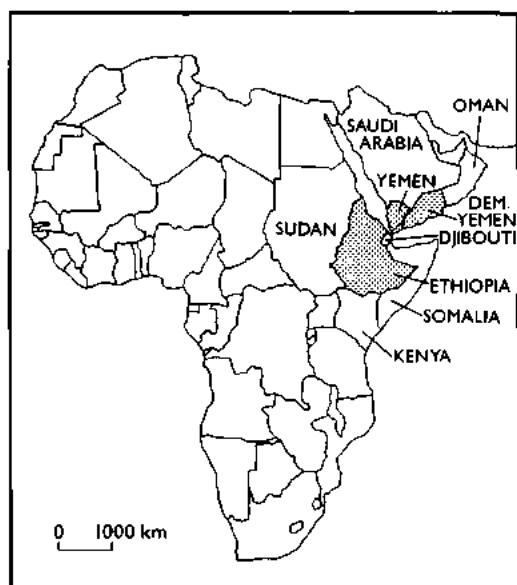 OMAN
SAUDI
ARABIA
YEMEN
DEM.
YEMEN
SUDAN
DJIBOUTI
ETHIOPIA
SOMALIA
KENYA
0 1000 km